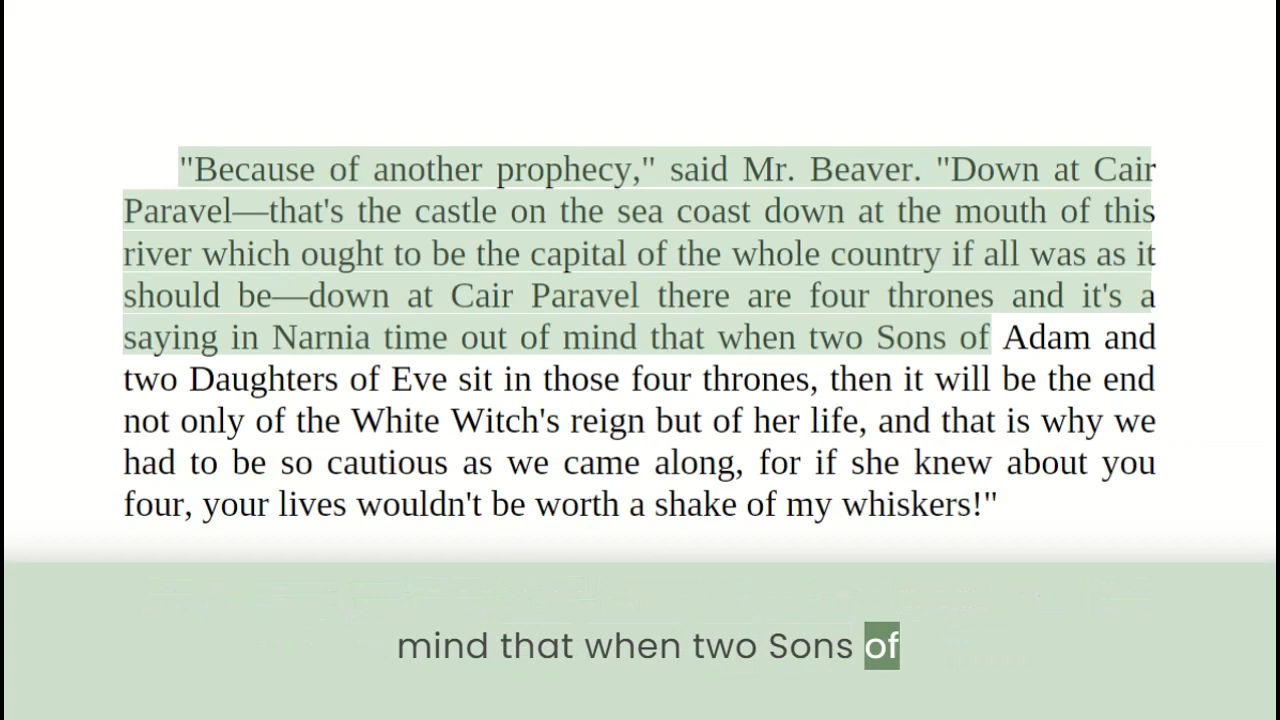 "Because of another prophecy," said Mr. Beaver. "Down at Cair
Paravel—that's the castle on the sea coast down at the mouth of this
river which ought to be the capital of the whole country if all was as it
should be—down at Cair Paravel there are four thrones and it's a
saying in Narnia time out of mind that when two Sons of Adam and
two Daughters of Eve sit in those four thrones, then it will be the end
not only of the White Witch's reign but of her life, and that is why we
had to be so cautious as we came along, for if she knew about you
four, your lives wouldn't be worth a shake of my whiskers!"
mind that when two Sons of